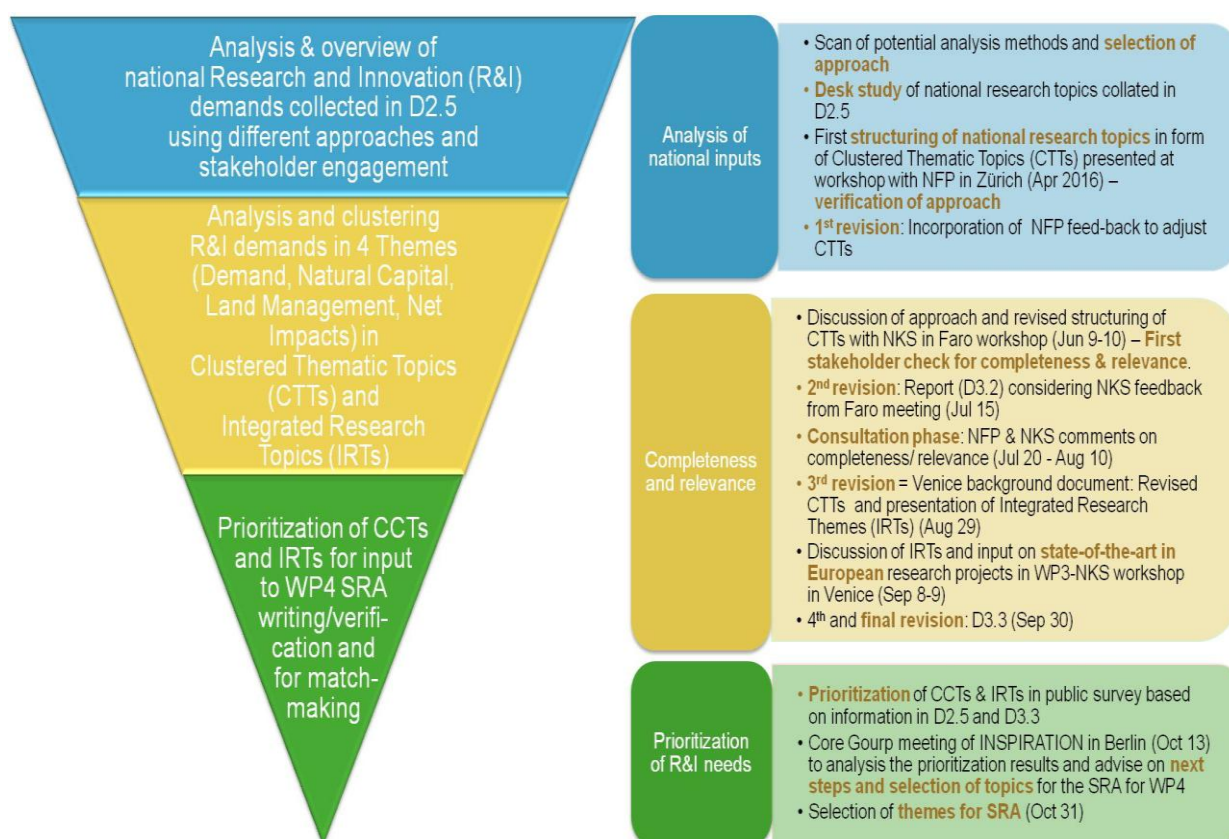 Analysis & overview of
national Research and Innovation (R&I)
demands collected in D2.5
using different approaches and
stakeholder engagement
Analysis and clustering
R&I demands in 4 Themes
(Demand, Natural Capital,
Land Management, Net
Impacts) in
Clustered Thematic Topics
(CTTs) and
Integrated Research
Topics (IRTs)
Prioritization of CCTs
and IRTs for input
to WP4 SRA
writing/verifi-
cation and
for match-
making
Analysis of
national inputs
• Scan of potential analysis methods and selection of
approach
• Desk study of national research topics collated in
D2.5
• First structuring of national research topics in form
of Clustered Thematic Topics (CTTs) presented at
workshop with NFP in Zürich (Apr 2016) –
verification of approach
• 1st revision: Incorporation of NFP feed-back to adjust
CTTs
Completeness
and relevance
• Discussion of approach and revised structuring of
CTTs with NKS in Faro workshop (Jun 9-10) – First
stakeholder check for completeness & relevance.
• 2nd revision: Report (D3.2) considering NKS feedback
from Faro meeting (Jul 15)
• Consultation phase: NFP & NKS comments on
completeness/ relevance (Jul 20 - Aug 10)
• 3rd revision = Venice background document: Revised
CTTs and presentation of Integrated Research
Themes (IRTs) (Aug 29)
• Discussion of IRTs and input on state-of-the-art in
European research projects in WP3-NKS workshop
in Venice (Sep 8-9)
• 4th and final revision: D3.3 (Sep 30)
Prioritization
of R&I needs
• Prioritization of CCTs & IRTs in public survey based
on information in D2.5 and D3.3
• Core Gourp meeting of INSPIRATION in Berlin (Oct 13)
to analysis the prioritization results and advise on next
steps and selection of topics for the SRA for WP4
• Selection of themes for SRA (Oct 31)